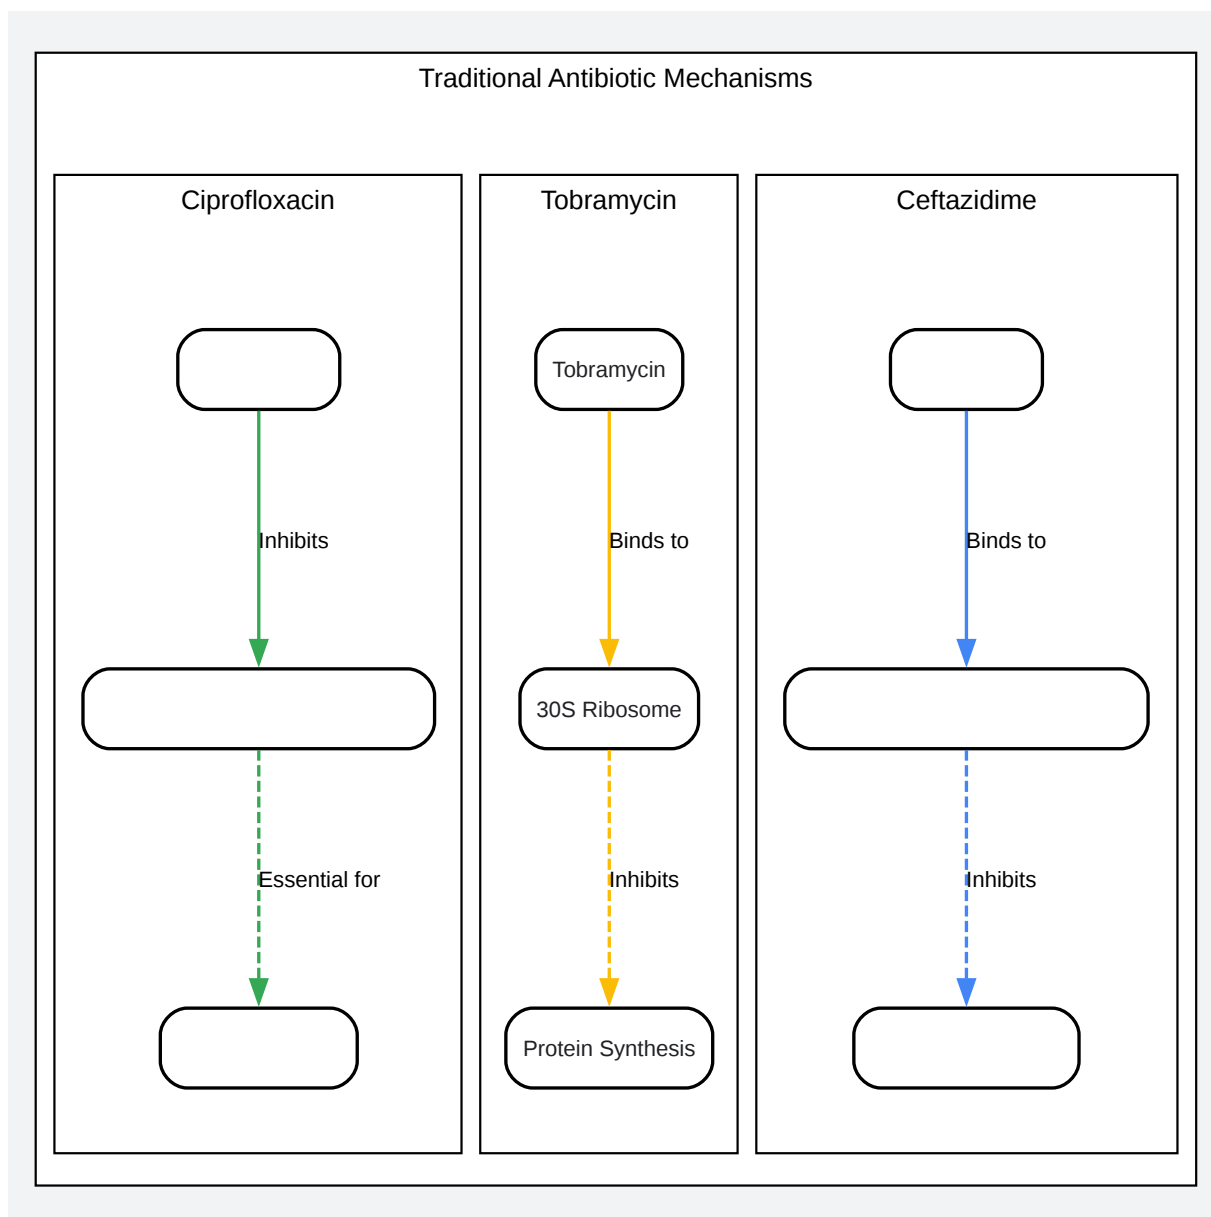 Traditional Antibiotic Mechanisms
Ciprofloxacin
Inhibits
Essential for
Tobramycin
Tobramycin
Binds to
30S Ribosome
Inhibits
Protein Synthesis
Ceftazidime
Binds to
Inhibits